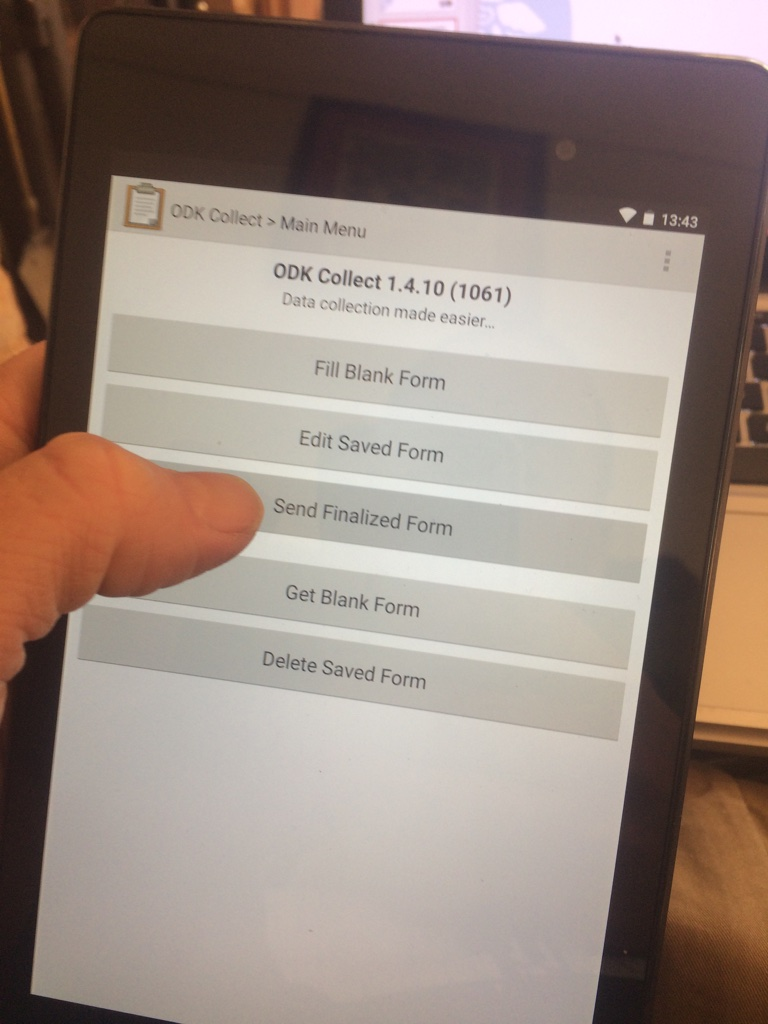 13:43
ODK Collect > Main Menu
ODK Collect 1.4.10 (1061)
Data collection made easier...
Fill Blank Form
Edit Saved Form
Send Finalized Form
Get Blank Form
Delete Saved Form